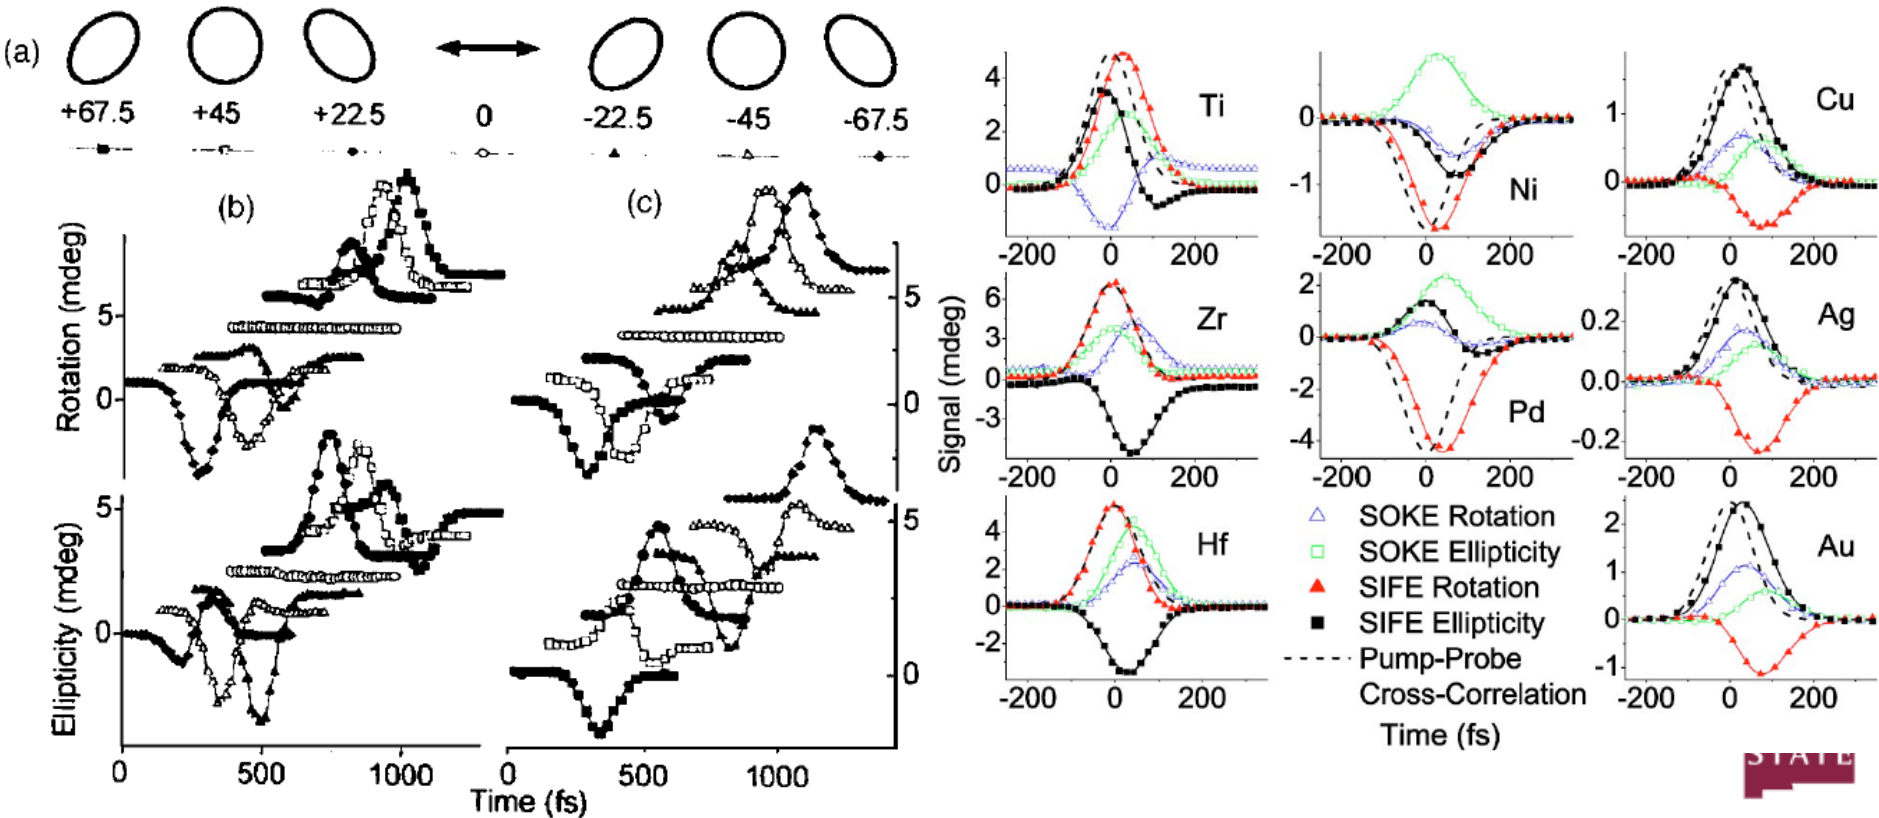 (a)
+67.5 +45 +22.5 0 -22.5 -45 -67.5
(b)
(c)
Rotation (mdeg)
5
0
5
0
Ellipticity (mdeg)
5
0
5
0
0 500 1000
0 500 1000
Time (fs)
Signal (mdeg)
Ti
4
2
0
-200 0 200
Ni
0
-1
-200 0 200
Cu
1
0
-200 0 200
Zr
6
3
0
-3
-200 0 200
Pd
2
0
-2
-4
-200 0 200
Ag
0.2
0.0
-0.2
-200 0 200
Hf
4
2
0
-2
-200 0 200
SOKE Rotation
SOKE Ellipticity
SIFE Rotation
SIFE Ellipticity
Pump-Probe
Cross-Correlation
Time (fs)
Au
2
1
0
-1
-200 0 200
STATE